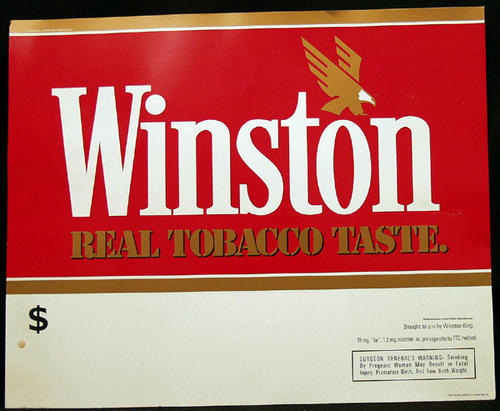 Winston
REAL TOBACCO TASTE.
$
Brought to you by Winston King.
mg. "tar", 1.2 mg. nicotine av. per cigarette by FTC method.
SURGEON GENERAL'S WARNING: Smoking
By Pregnant Women May Result in Fetal
Injury, Premature Birth, And Low Birth Weight.